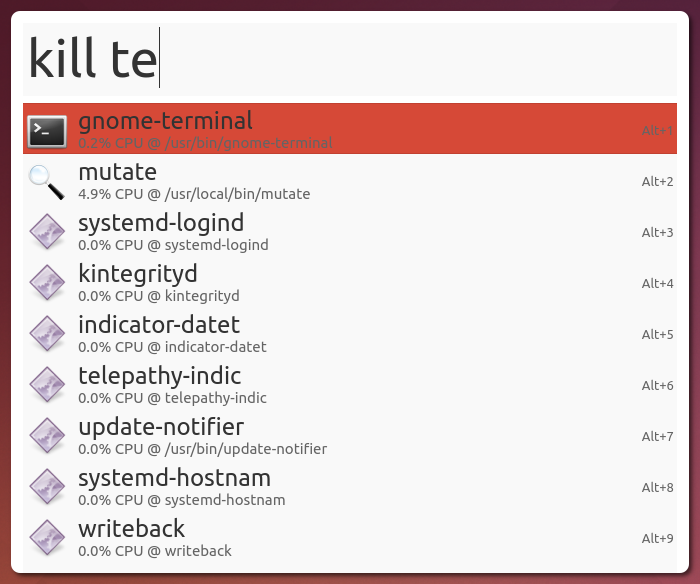 kill te
gnome-terminal
0.2% CPU @ /usr/bin/gnome-terminal
Alt+1
mutate
4.9% CPU @ /usr/local/bin/mutate
Alt+2
systemd-logind
0.0% CPU @ systemd-logind
Alt+3
kintegrityd
0.0% CPU @ kintegrityd
Alt+4
indicator-datet
0.0% CPU @ indicator-datet
Alt+5
telepathy-indic
0.0% CPU @ telepathy-indic
Alt+6
update-notifier
0.0% CPU @ /usr/bin/update-notifier
Alt+7
systemd-hostnam
0.0% CPU @ systemd-hostnam
Alt+8
writeback
0.0% CPU @ writeback
Alt+9